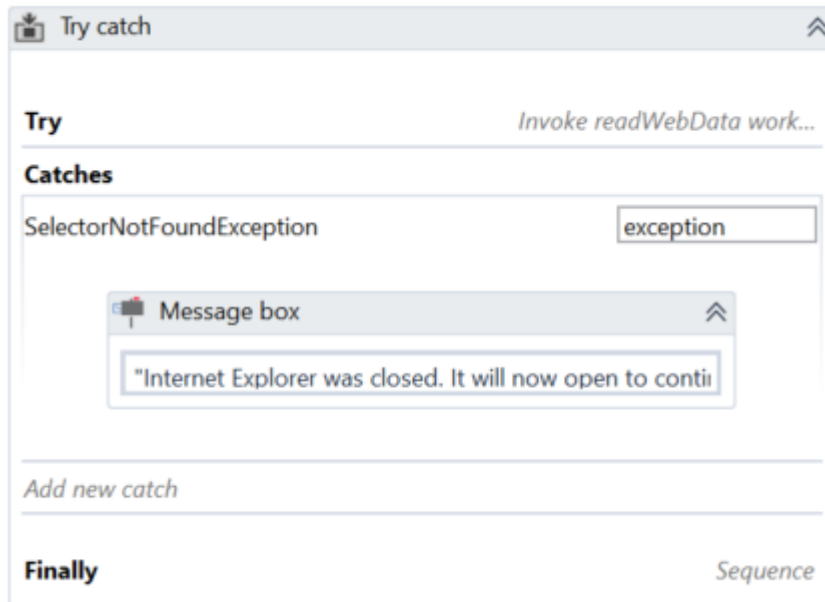 Try catch
Try Invoke readWebData work...
Catches
SelectorNotFoundException exception
Message box
"Internet Explorer was closed. It will now open to
Add new catch
Finally Sequence